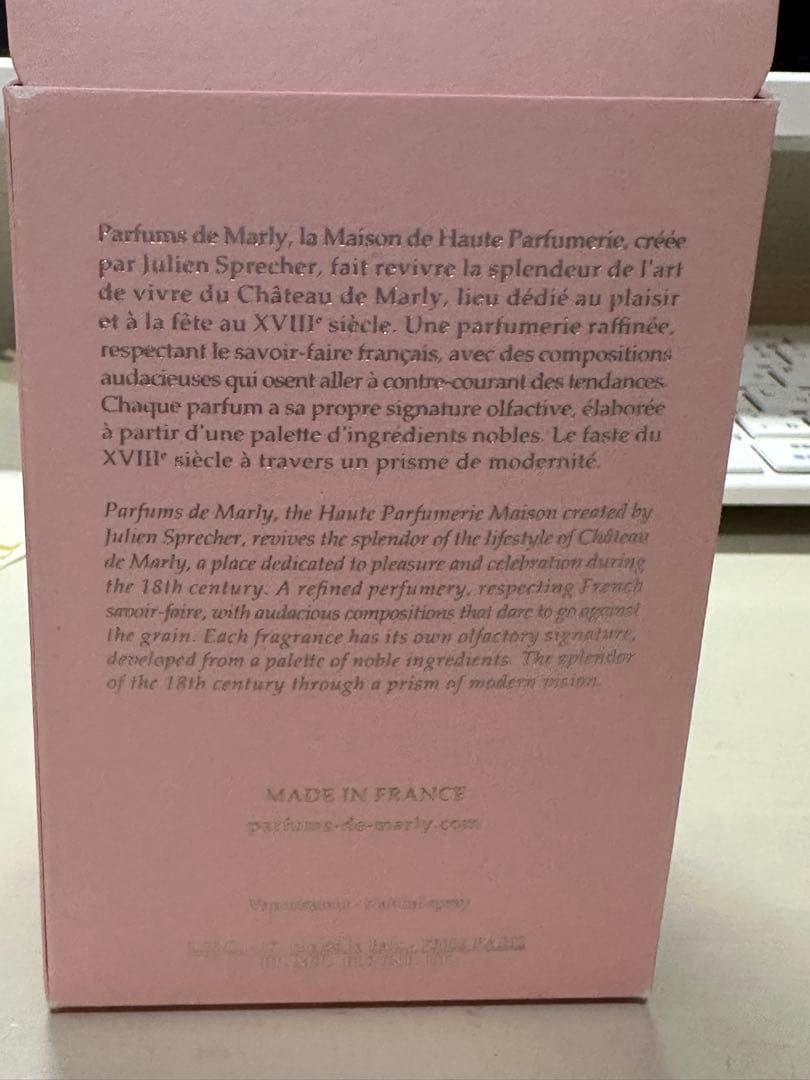 Parfums de Marly, la Maison de Haute Parfumerie, créée
par Julien Sprecher, fait revivre la splendeur de l'art
de vivre du Château de Marly, lieu dédié au plaisir
et à la fête au XVIIIe siècle. Une parfumerie raffinée,
respectant le savoir-faire français, avec des compositions
audacieuses qui osent aller à contre-courant des tendances.
Chaque parfum a sa propre signature olfactive, élaborée
à partir d'une palette d'ingrédients nobles. Le faste du
XVIIIe siècle à travers un prisme de modernité.
Parfums de Marly, the Haute Parfumerie Maison created by
Julien Sprecher, revives the splendor of the lifestyle of Château
de Marly, a place dedicated to pleasure and celebration during
the 18th century. A refined perfumery, respecting French
savoir-faire, with audacious compositions that dare to go against
the grain. Each fragrance has its own olfactory signature,
developed from a palette of noble ingredients. The splendor
of the 18th century through a prism of modern vision.
MADE IN FRANCE
parfums-de-marly.com
Vaporisateur - Natural spray